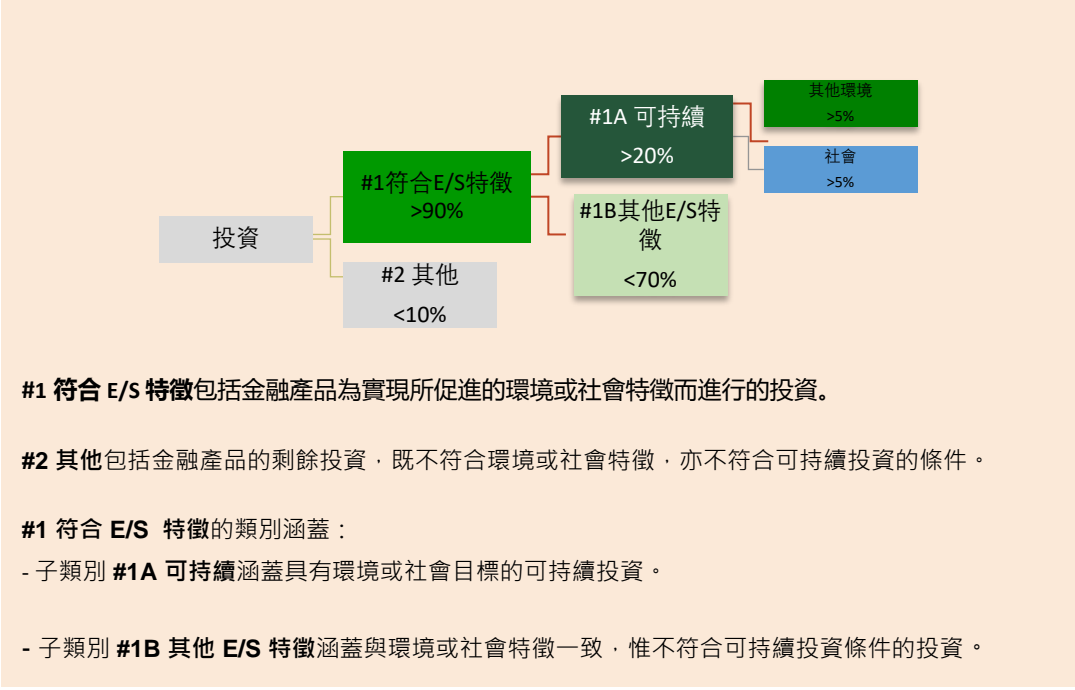 其他環境
>5%
#1A 可持續
>20%
社會
>5%
#1符合E/S特徵
>90%
#1B其他E/S特
徵
<70%
投資
#2 其他
<10%
#1 符合 E/S 特徵包括金融產品為實現所促進的環境或社會特徵而進行的投資。
#2 其他包括金融產品的剩餘投資，既不符合環境或社會特徵，亦不符合可持續投資的條件。
#1 符合 E/S 特徵的類別涵蓋：
- 子類別 #1A 可持續涵蓋具有環境或社會目標的可持續投資。
- 子類別 #1B 其他 E/S 特徵涵蓋與環境或社會特徵一致，惟不符合可持續投資條件的投資。